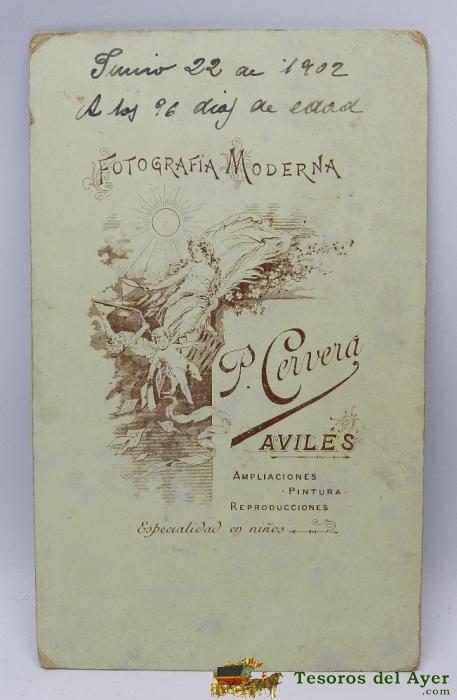 Junio 22 de 1902
A los 96 dias de edad
FOTOGRAFÍA MODERNA
P. Cervera
AVILÉS
AMPLIACIONES
· PINTURA ·
REPRODUCCIONES
Especialidad en niños
Tesoros del Ayer
.com